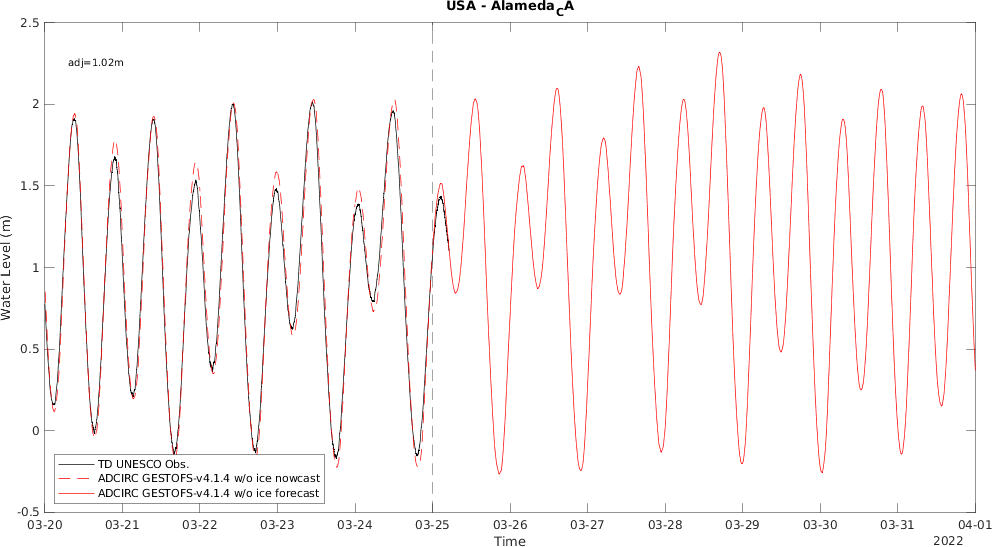 USA - AlamedaCA
2.5
adj=1.02m
2
1.5
1
0.5
0
-0.5
Water Level (m)
TD UNESCO Obs.
ADCIRC GESTOFS-v4.1.4 w/o ice nowcast
ADCIRC GESTOFS-v4.1.4 w/o ice forecast
03-20 03-21 03-22 03-23 03-24 03-25 03-26 03-27 03-28 03-29 03-30 03-31 04-01
Time
2022